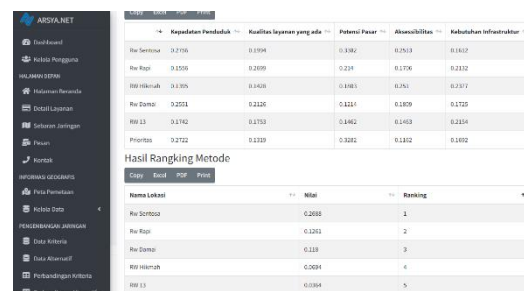 ARSYA.NET
Dashboard
Kelola Pengguna
HALAMAN DEPAN
Halaman Beranda
Detail Layanan
Sebaran Jaringan
Pesan
Kontak
INFORMASI GEOGRAFIS
Peta Pemetaan
Kelola Data
PENGEMBANGAN JARINGAN
Data Kriteria
Data Alternatif
Perbandingan Kriteria
Copy Excel PDF Print
Kepadatan Penduduk Kualitas layanan yang ada Potensi Pasar Aksessibilitas Kebutuhan Infrastruktur
Rw Sentosa 0.2736 0.1994 0.3382 0.2513 0.1612
Rw Rapi 0.1556 0.2699 0.214 0.1706 0.2132
RW Hikmah 0.1395 0.1428 0.1683 0.251 0.2377
Rw Damai 0.2551 0.2126 0.1214 0.1809 0.1725
RW 13 0.1742 0.1753 0.1462 0.1463 0.2154
Prioritas 0.2722 0.1319 0.3282 0.1162 0.1692
Hasil Rangking Metode
Copy Excel PDF Print
Nama Lokasi Nilai Ranking
Rw Sentosa 0.2688 1
Rw Rapi 0.1261 2
Rw Damai 0.118 3
RW Hikmah 0.0694 4
RW 13 0.0364 5